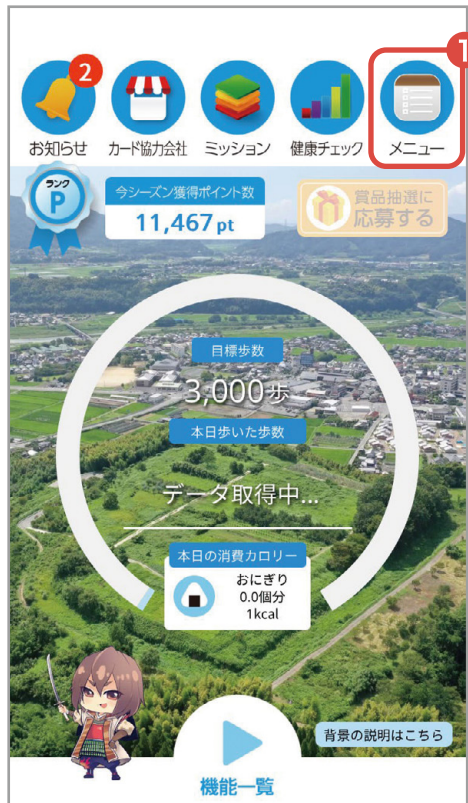 1
2
お知らせ
カード協力会社
ミッション
健康チェック
メニュー
ランク
P
今シーズン獲得ポイント数
11,467 pt
賞品抽選に
応募する
目標歩数
3,000歩
本日歩いた歩数
データ取得中...
本日の消費カロリー
おにぎり
0.0個分
1kcal
背景の説明はこちら
機能一覧